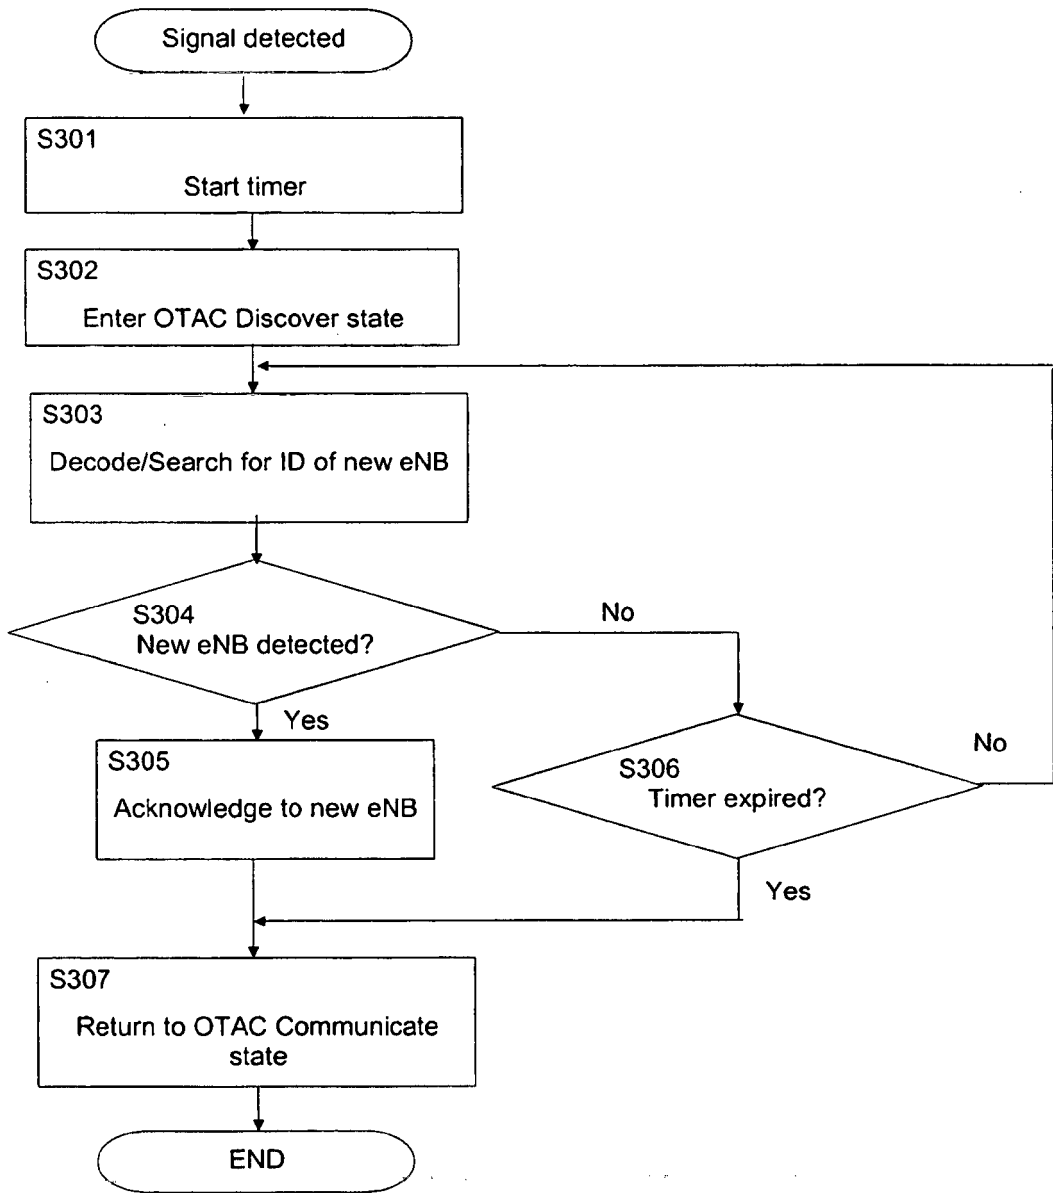 Signal detected
S301
Start timer
S302
Enter OTAC Discover state
S303
Decode/Search for ID of new eNB
S304
New eNB detected?
No
Yes
S305
Acknowledge to new eNB
S306
Timer expired?
No
Yes
S307
Return to OTAC Communicate
state
END